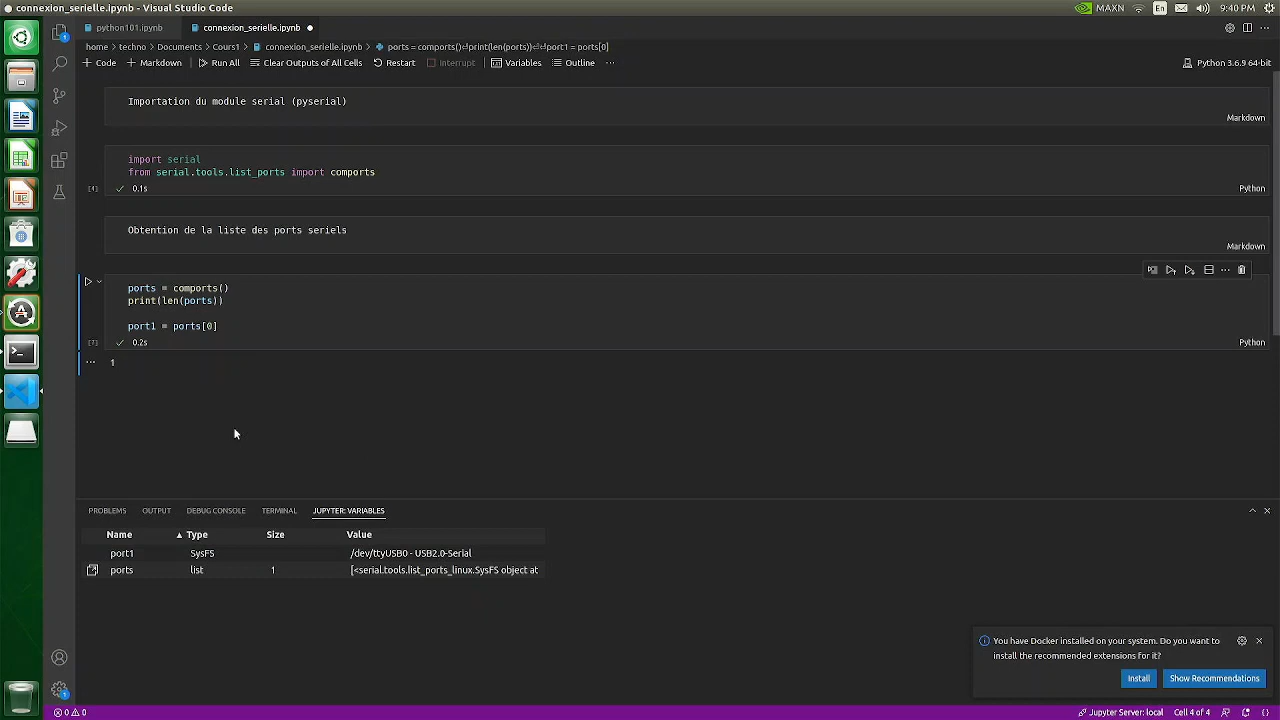 connexion_serielle.ipynb - Visual Studio Code
MAXN
En
9:40 PM
python101.ipynb
connexion_serielle.ipynb
home › techno › Documents › Cours1 › connexion_serielle.ipynb › ports = comports()⏎print(len(ports))⏎⏎port1 = ports[0]
+ Code
+ Markdown
Run All
Clear Outputs of All Cells
Restart
Variables
Outline
Python 3.6.9 64-bit
Importation du module serial (pyserial)
Markdown
import serial
from serial.tools.list_ports import comports
[4]
0.1s
Python
Obtention de la liste des ports seriels
Markdown
ports = comports()
print(len(ports))
port1 = ports[0]
0.2s
Python
1
PROBLEMS
OUTPUT
DEBUG CONSOLE
TERMINAL
JUPYTER: VARIABLES
Name
Type
Size
Value
port1
SysFS
/dev/ttyUSB0 - USB2.0-Serial
ports
list
1
[<serial.tools.list_ports_linux.SysFS object at
You have Docker installed on your system. Do you want to
install the recommended extensions for it?
Install
Show Recommendations
0
0
Jupyter Server: local
Cell 4 of 4